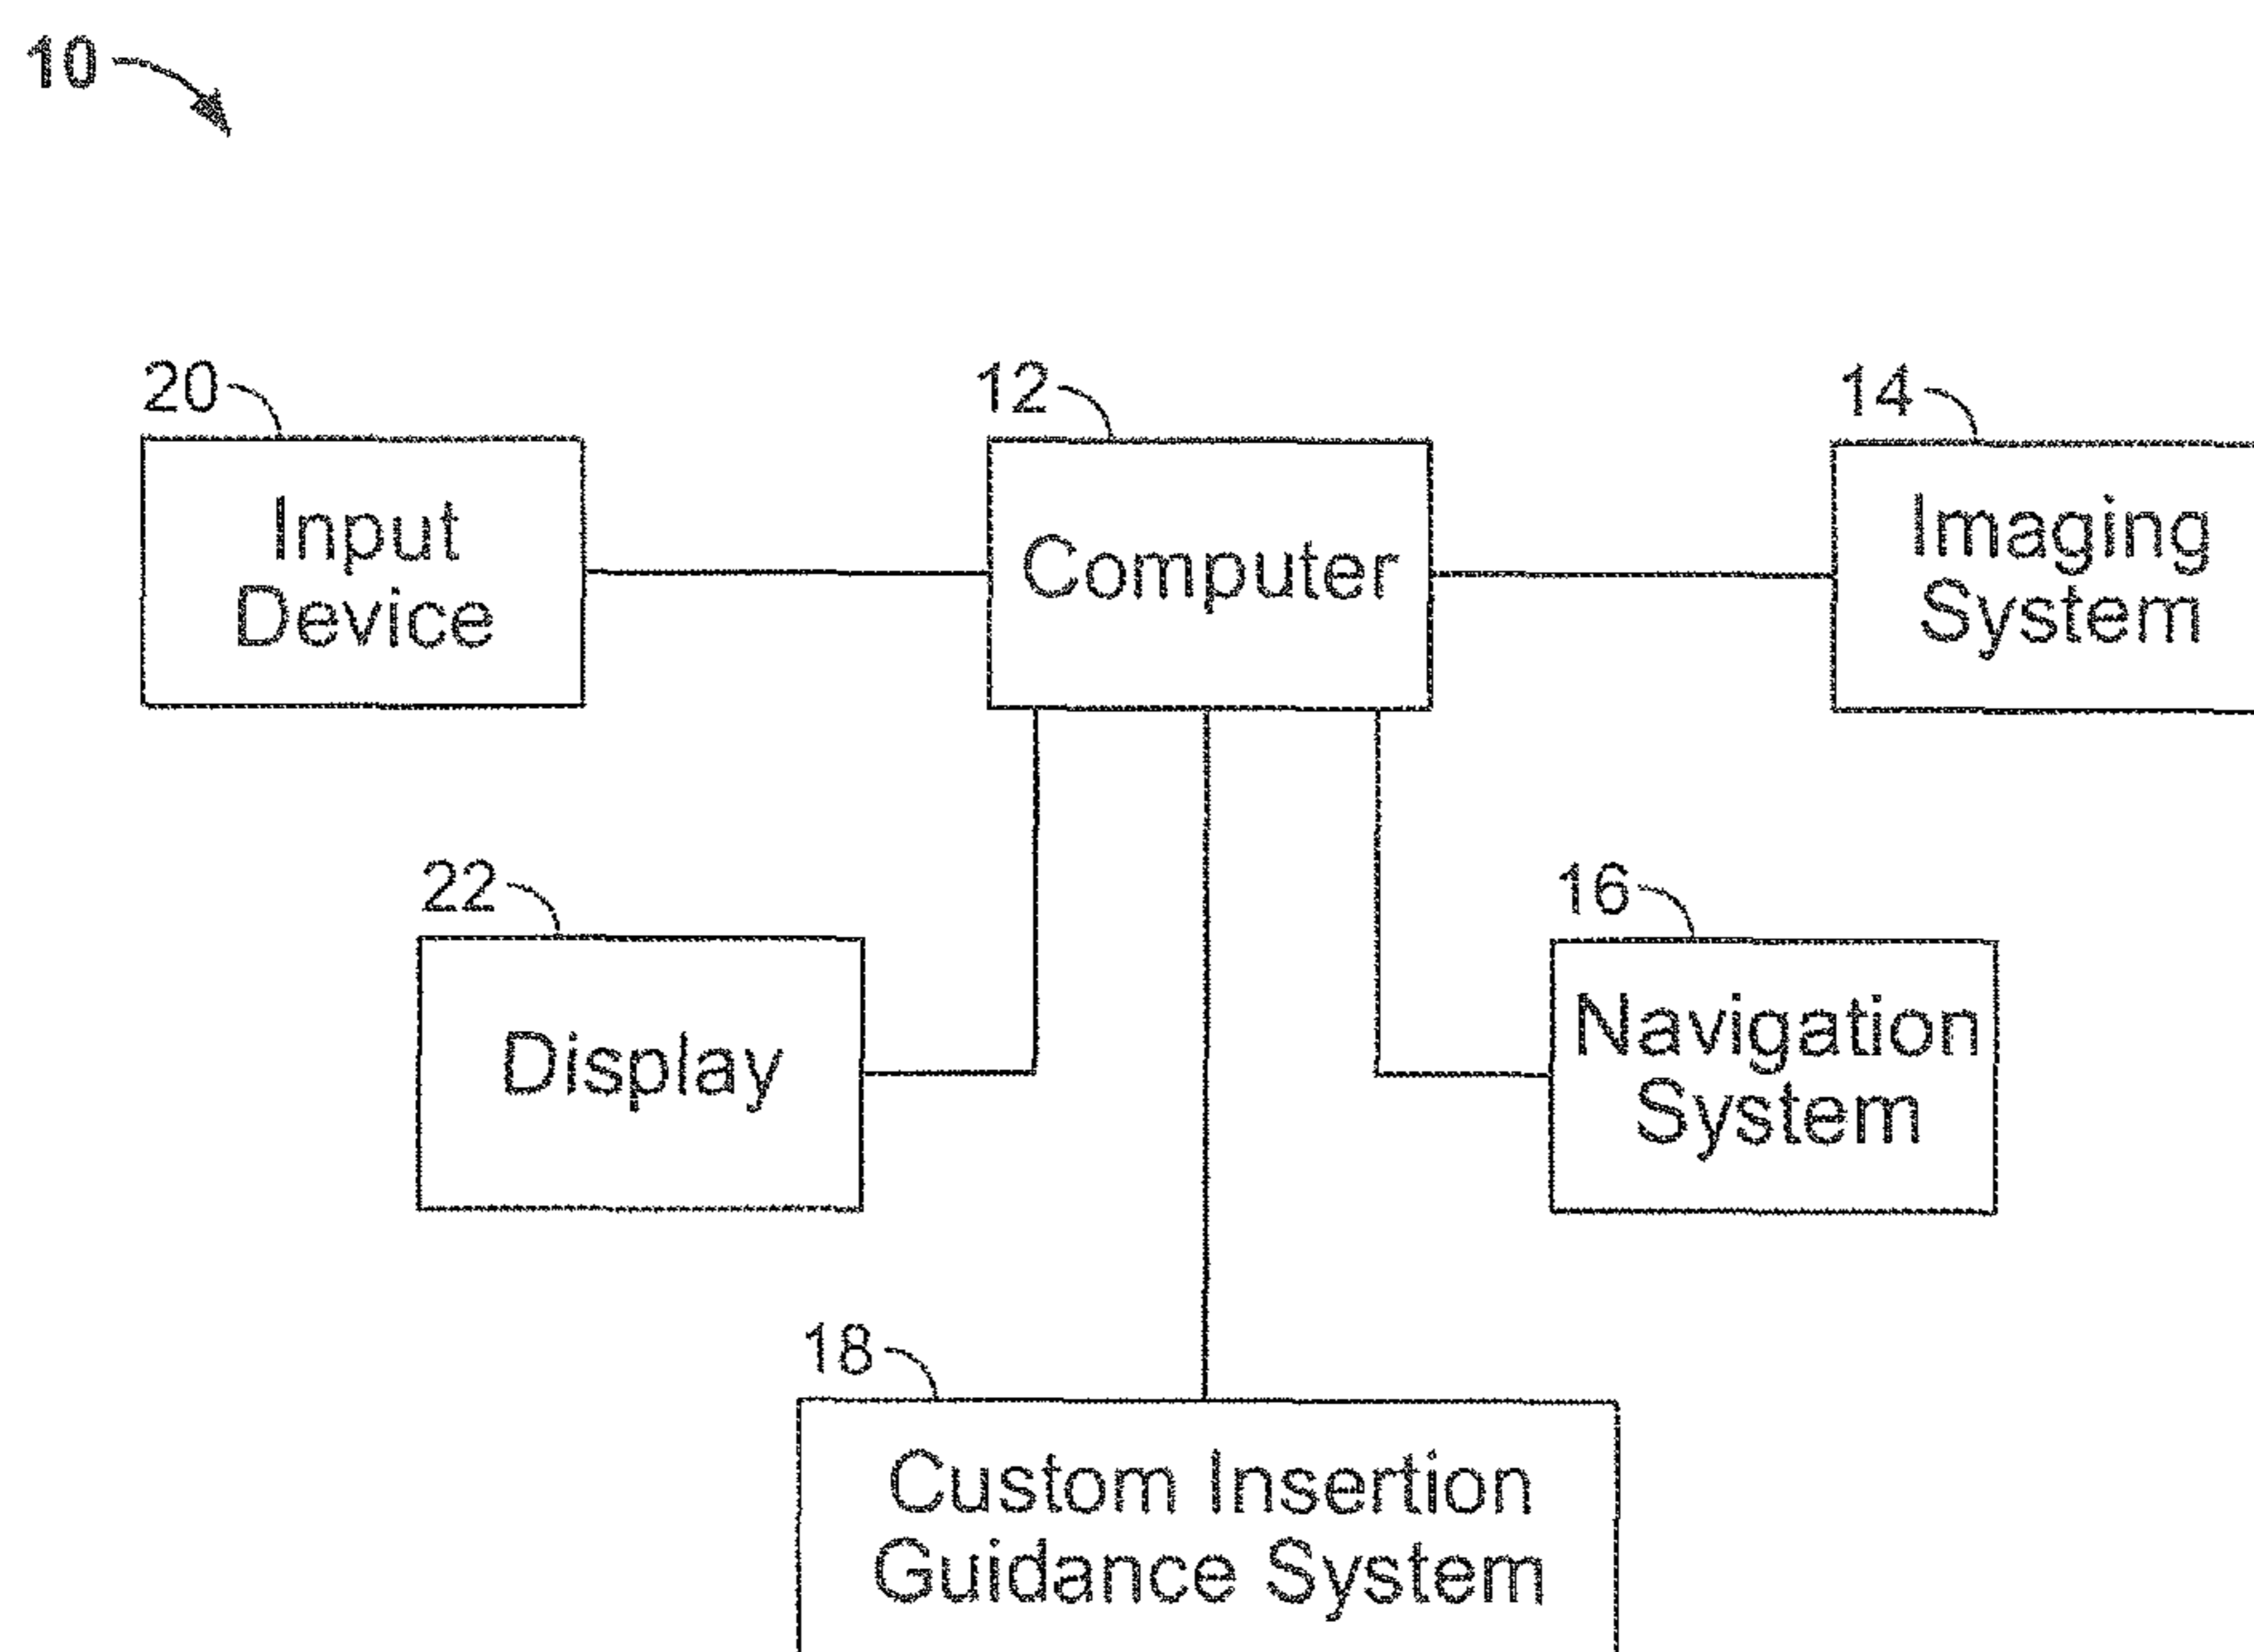 10
20
12
14
Input
Device
Computer
Imaging
System
22
16
Display
Navigation
System
18
Custom Insertion
Guidance System